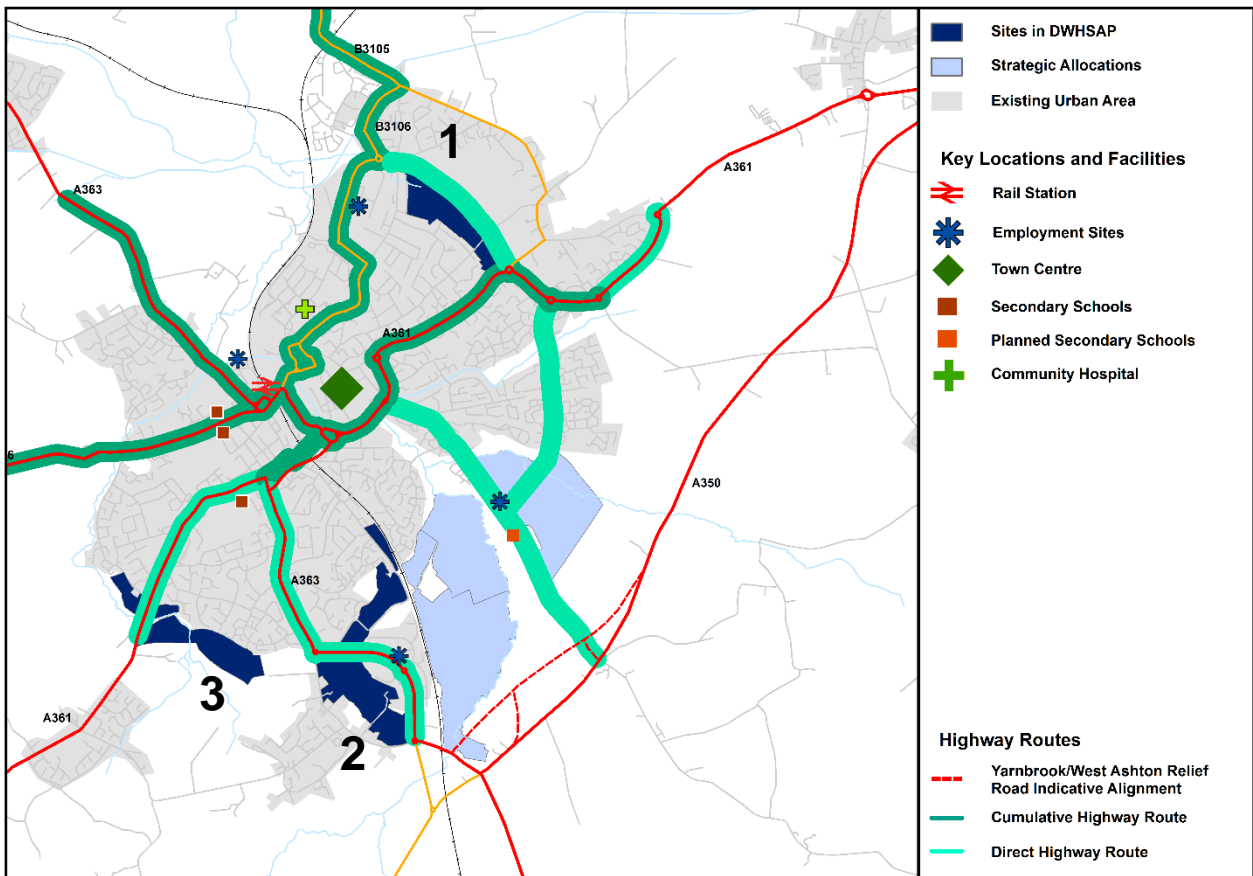 B3105
B3106
1
A361
A363
A361
6
A350
A363
3
A361
2
Sites in DWHSAP
Strategic Allocations
Existing Urban Area
Key Locations and Facilities
Rail Station
Employment Sites
Town Centre
Secondary Schools
Planned Secondary Schools
Community Hospital
Highway Routes
Yarnbrook/West Ashton Relief
Road Indicative Alignment
Cumulative Highway Route
Direct Highway Route